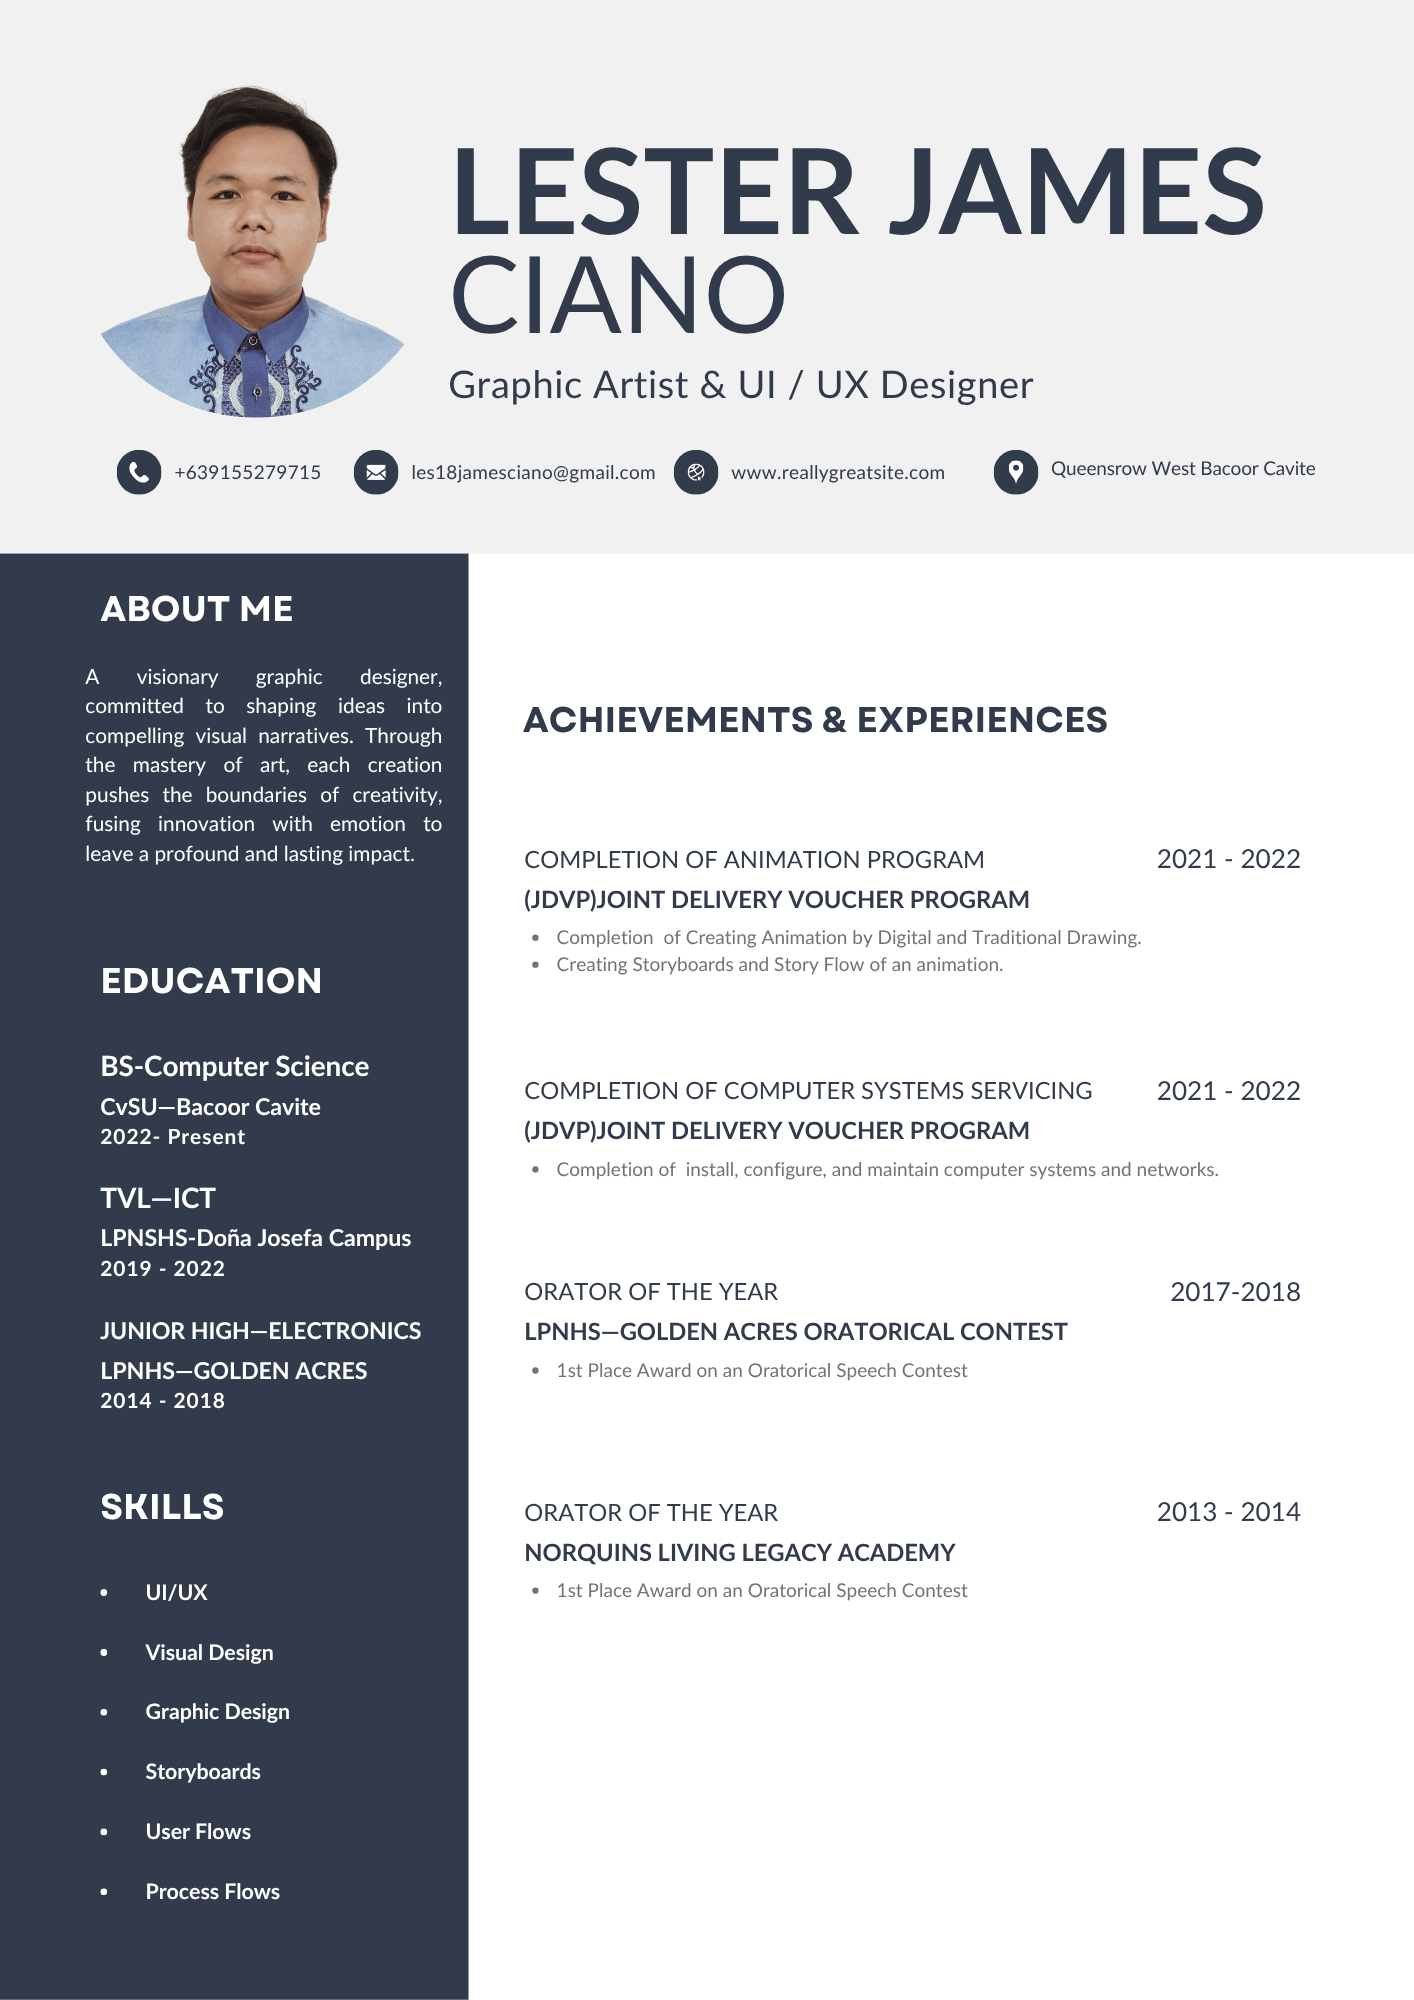 LESTER JAMES
CIANO
Graphic Artist & UI / UX Designer
+639155279715
les18jamesciano@gmail.com
www.reallygreatsite.com
Queensrow West Bacoor Cavite
ABOUT ME
A visionary graphic designer,
committed to shaping ideas into
compelling visual narratives. Through
the mastery of art, each creation
pushes the boundaries of creativity,
fusing innovation with emotion to
leave a profound and lasting impact.
EDUCATION
BS-Computer Science
CvSU—Bacoor Cavite
2022- Present
TVL—ICT
LPNSHS-Doña Josefa Campus
2019 - 2022
JUNIOR HIGH—ELECTRONICS
LPNHS—GOLDEN ACRES
2014 - 2018
SKILLS
• UI/UX
• Visual Design
• Graphic Design
• Storyboards
• User Flows
• Process Flows
ACHIEVEMENTS & EXPERIENCES
COMPLETION OF ANIMATION PROGRAM 2021 - 2022
(JDVP)JOINT DELIVERY VOUCHER PROGRAM
• Completion of Creating Animation by Digital and Traditional Drawing.
• Creating Storyboards and Story Flow of an animation.
COMPLETION OF COMPUTER SYSTEMS SERVICING 2021 - 2022
(JDVP)JOINT DELIVERY VOUCHER PROGRAM
• Completion of install, configure, and maintain computer systems and networks.
ORATOR OF THE YEAR 2017-2018
LPNHS—GOLDEN ACRES ORATORICAL CONTEST
• 1st Place Award on an Oratorical Speech Contest
ORATOR OF THE YEAR 2013 - 2014
NORQUINS LIVING LEGACY ACADEMY
• 1st Place Award on an Oratorical Speech Contest